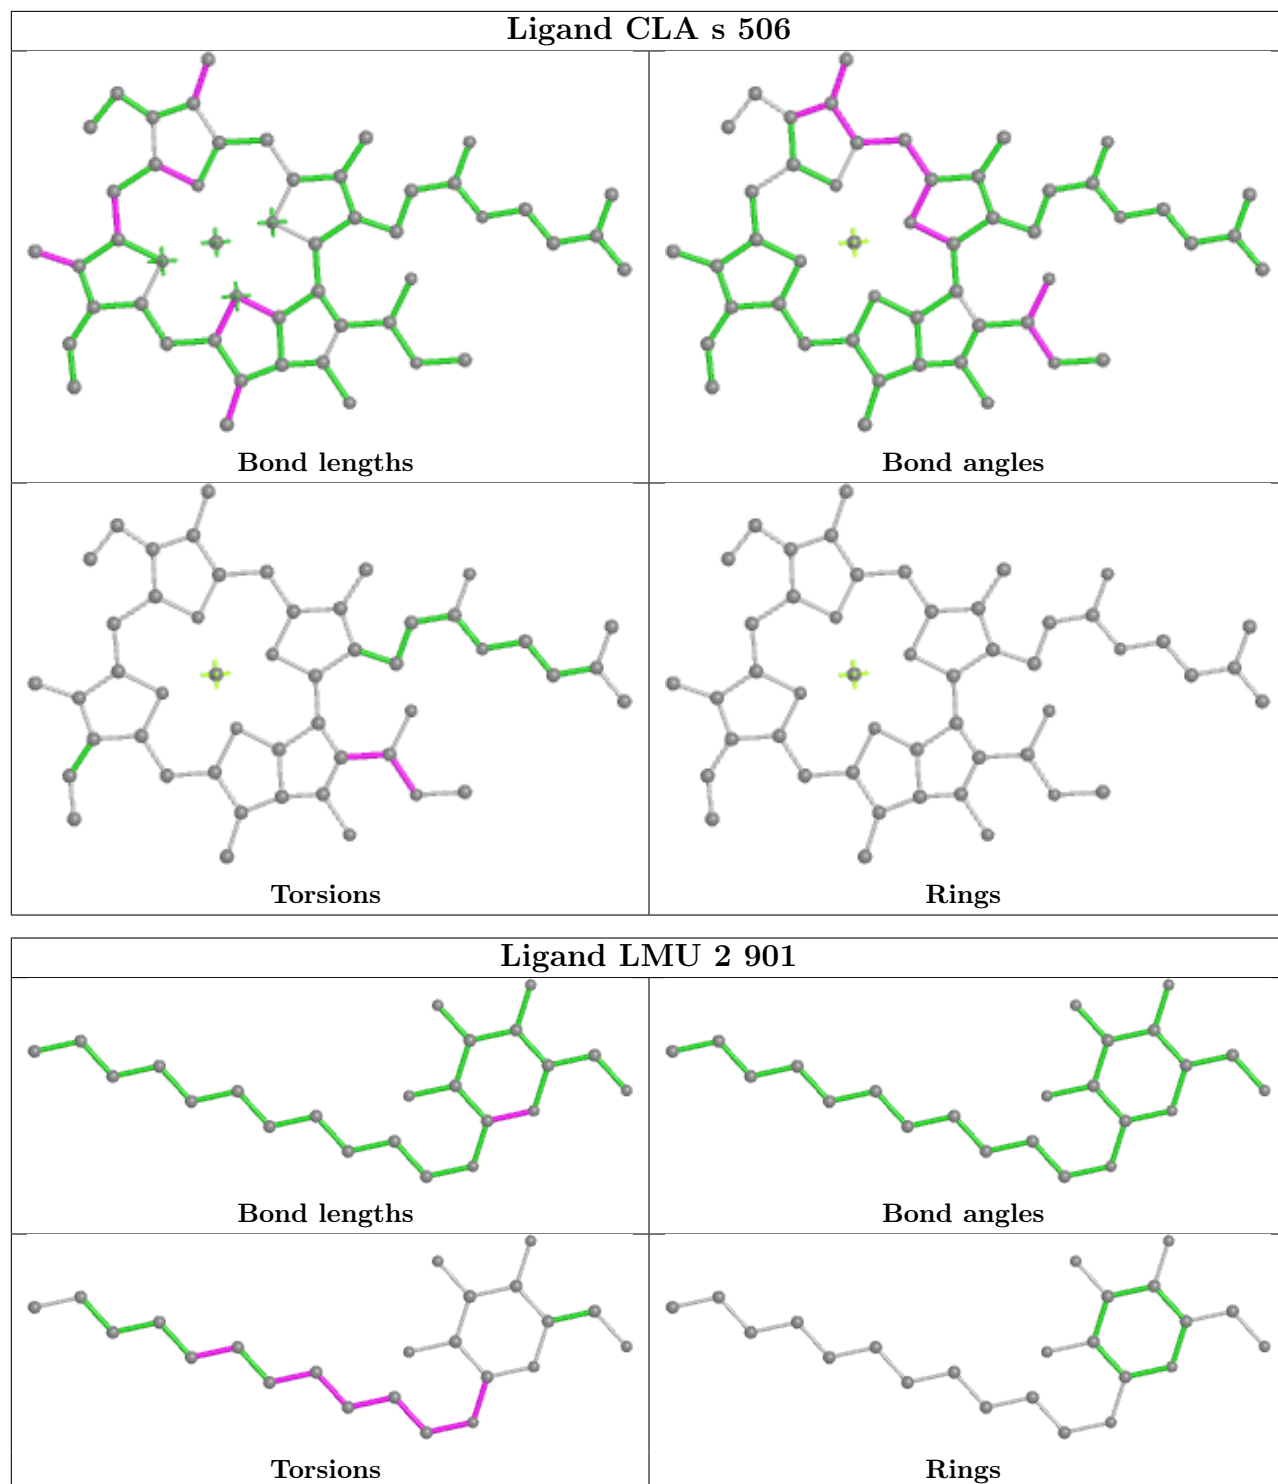 Ligand CLA s 506
Bond lengths
Bond angles
Torsions
Rings
Ligand LMU 2 901
Bond lengths
Bond angles
Torsions
Rings